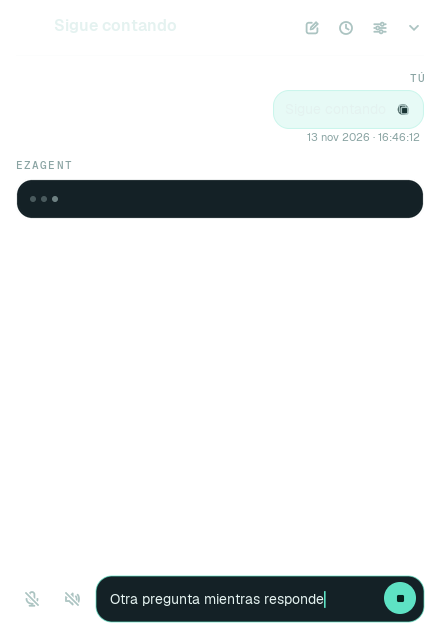 Sigue contando
TÚ
Sigue contando
13 nov 2026 · 16:46:12
EZAGENT
Otra pregunta mientras responde